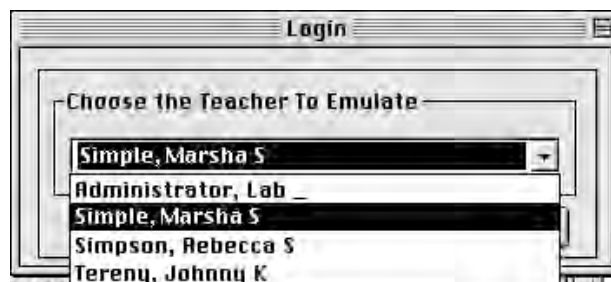 Login
Choose the Teacher To Emulate
Simple, Marsha S
Administrator, Lab _
Simple, Marsha S
Simpson, Rebecca S
Tereny, Johnny K